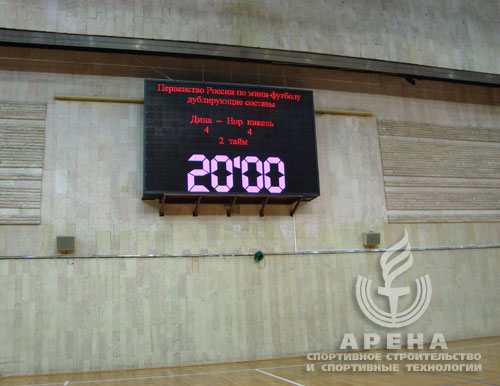 Первенство России по мини-футболу
дублирующие составы
Дина -- Нор. никель
4 4
2 тайм
20'00
АРЕНА
СПОРТИВНОЕ СТРОИТЕЛЬСТВО
И СПОРТИВНЫЕ ТЕХНОЛОГИИ